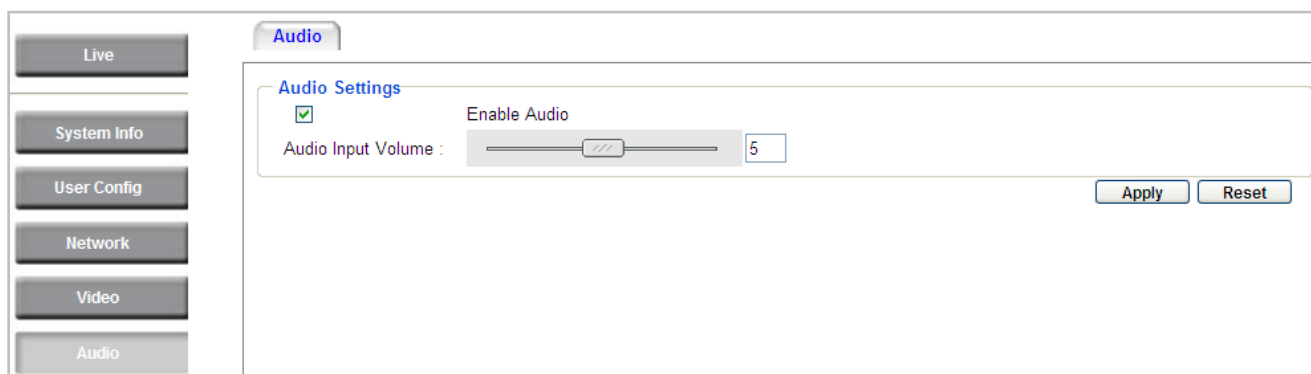 Live
System Info
User Config
Network
Video
Audio
Audio
Audio Settings
Enable Audio
Audio Input Volume :
5
Apply
Reset